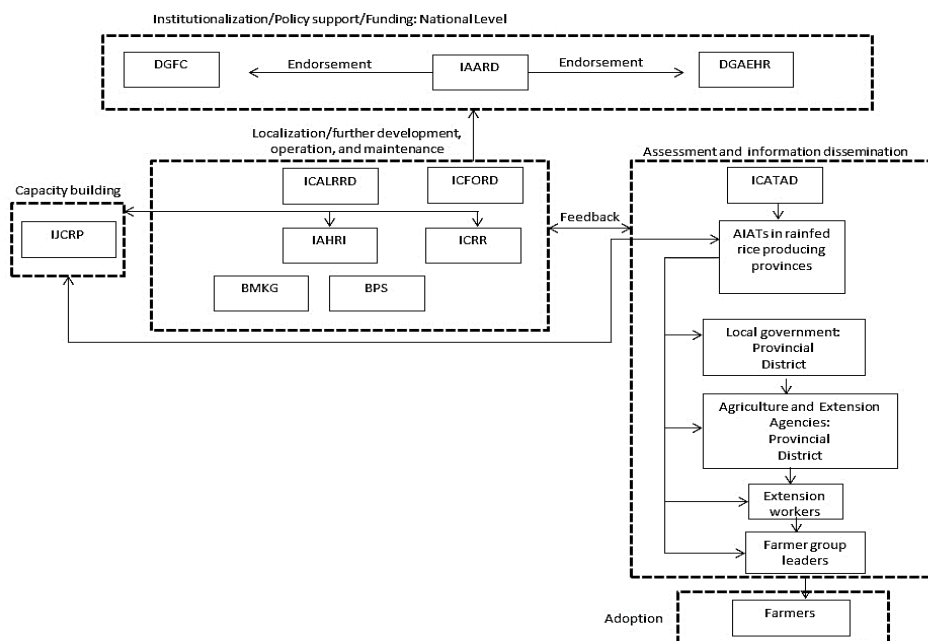 Institutionalization/Policy support/Funding: National Level
DGFC
Endorsement
IAARD
Endorsement
DGAEHR
Localization/further development,
operation, and maintenance
ICALRRD
ICFORD
IAHRI
ICRR
BMKG
BPS
Capacity building
IJCRP
Feedback
Assessment and information dissemination
ICATAD
AIATs in rainfed
rice producing
provinces
Local government:
Provincial
District
Agriculture and Extension
Agencies:
Provincial
District
Extension
workers
Farmer group
leaders
Adoption
Farmers